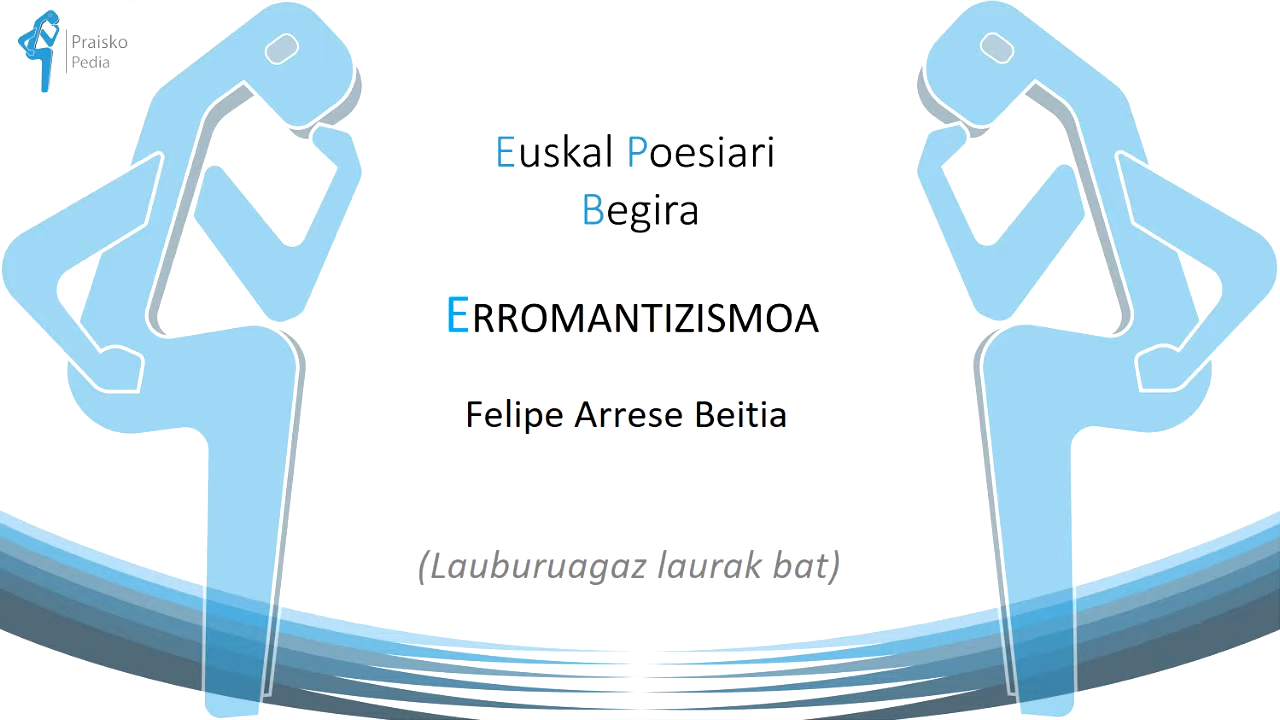 Praisko
Pedia
Euskal Poesiari
Begira
ERROMANTIZISMOA
Felipe Arrese Beitia
(Lauburuagaz laurak bat)